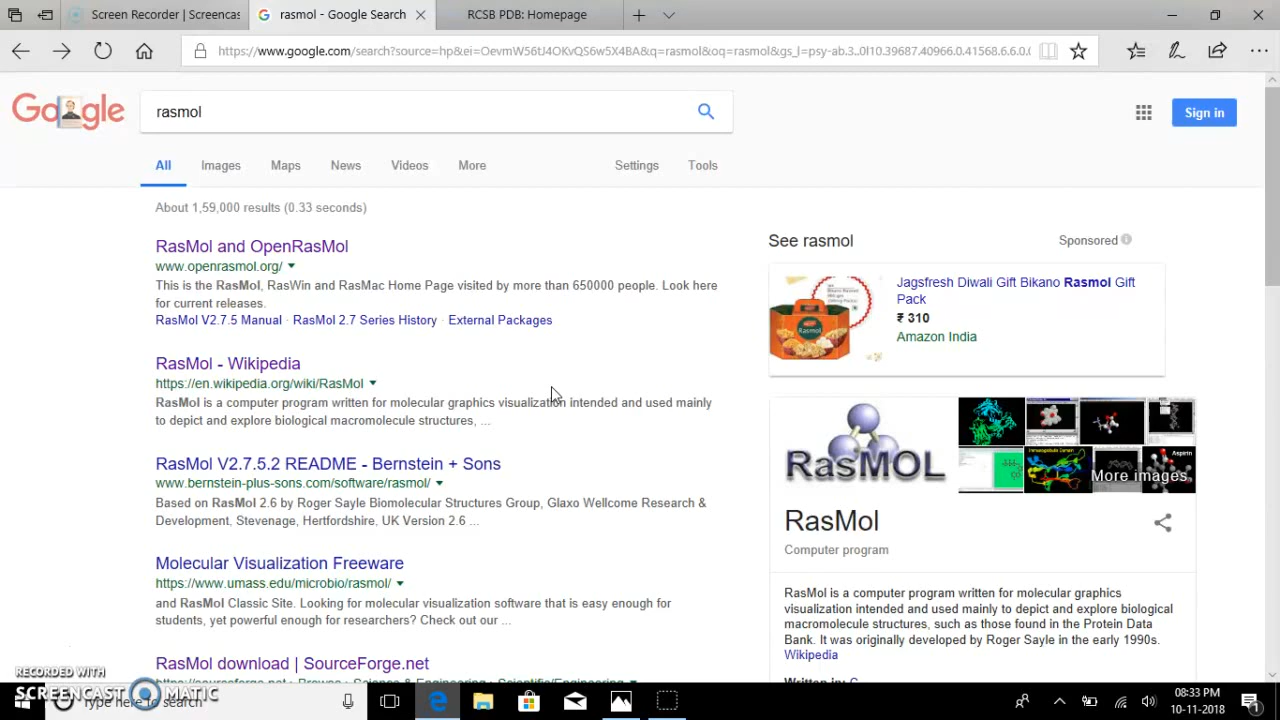 Screen Recorder | Screencas
rasmol - Google Search
RCSB PDB: Homepage
https://www.google.com/search?source=hp&ei=OevmW56tJ4OKvQS6w5X4BA&q=rasmol&oq=rasmol&gs_l=psy-ab.3..0l10.39687.40966.0.41568.6.6.0.0
Google
rasmol
Sign in
All
Images
Maps
News
Videos
More
Settings
Tools
About 1,59,000 results (0.33 seconds)
RasMol and OpenRasMol
www.openrasmol.org/
This is the RasMol, RasWin and RasMac Home Page visited by more than 650000 people. Look here
for current releases.
RasMol V2.7.5 Manual · RasMol 2.7 Series History · External Packages
RasMol - Wikipedia
https://en.wikipedia.org/wiki/RasMol
RasMol is a computer program written for molecular graphics visualization intended and used mainly
to depict and explore biological macromolecule structures, ...
RasMol V2.7.5.2 README - Bernstein + Sons
www.bernstein-plus-sons.com/software/rasmol/
Based on RasMol 2.6 by Roger Sayle Biomolecular Structures Group, Glaxo Wellcome Research &
Development, Stevenage, Hertfordshire, UK Version 2.6 ...
Molecular Visualization Freeware
https://www.umass.edu/microbio/rasmol/
and RasMol Classic Site. Looking for molecular visualization software that is easy enough for
students, yet powerful enough for researchers? Check out our ...
RasMol download | SourceForge.net
https://sourceforge.net › Browse › Science & Engineering › Scientific/Engineering
See rasmol
Sponsored
Jagsfresh Diwali Gift Bikano Rasmol Gift
Pack
₹ 310
Amazon India
RasMOL
Aspirin
More images
RasMol
Computer program
RasMol is a computer program written for molecular graphics
visualization intended and used mainly to depict and explore biological
macromolecule structures, such as those found in the Protein Data
Bank. It was originally developed by Roger Sayle in the early 1990s.
Wikipedia
Written in: C
RECORDED WITH
SCREENCAST MATIC
Type here to search
08:33 PM
10-11-2018
1